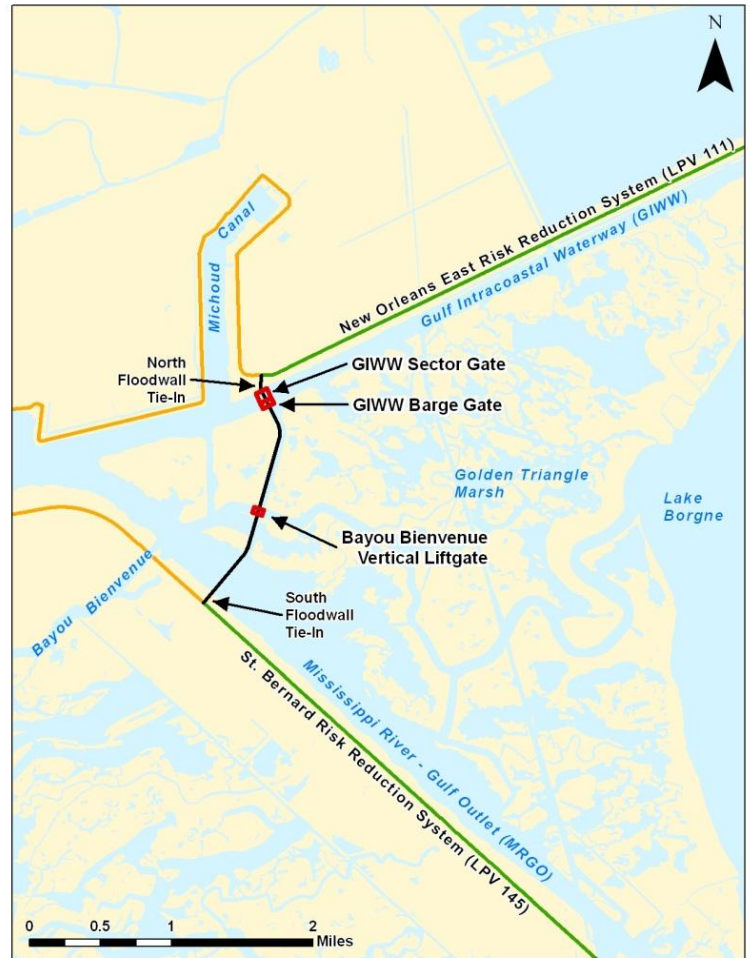 N
New Orleans East Risk Reduction System (LPV 111)
Gulf Intracoastal Waterway (GIWW)
Michoud
Canal
North
Floodwall
Tie-In
GIWW Sector Gate
GIWW Barge Gate
Golden Triangle
Marsh
Lake
Borgne
Bayou Bienvenue
Vertical Liftgate
Bayou Bienvenue
South
Floodwall
Tie-In
Mississippi River - Gulf Outlet (MRGO)
St. Bernard Risk Reduction System (LPV 145)
0 0.5 1 2
Miles